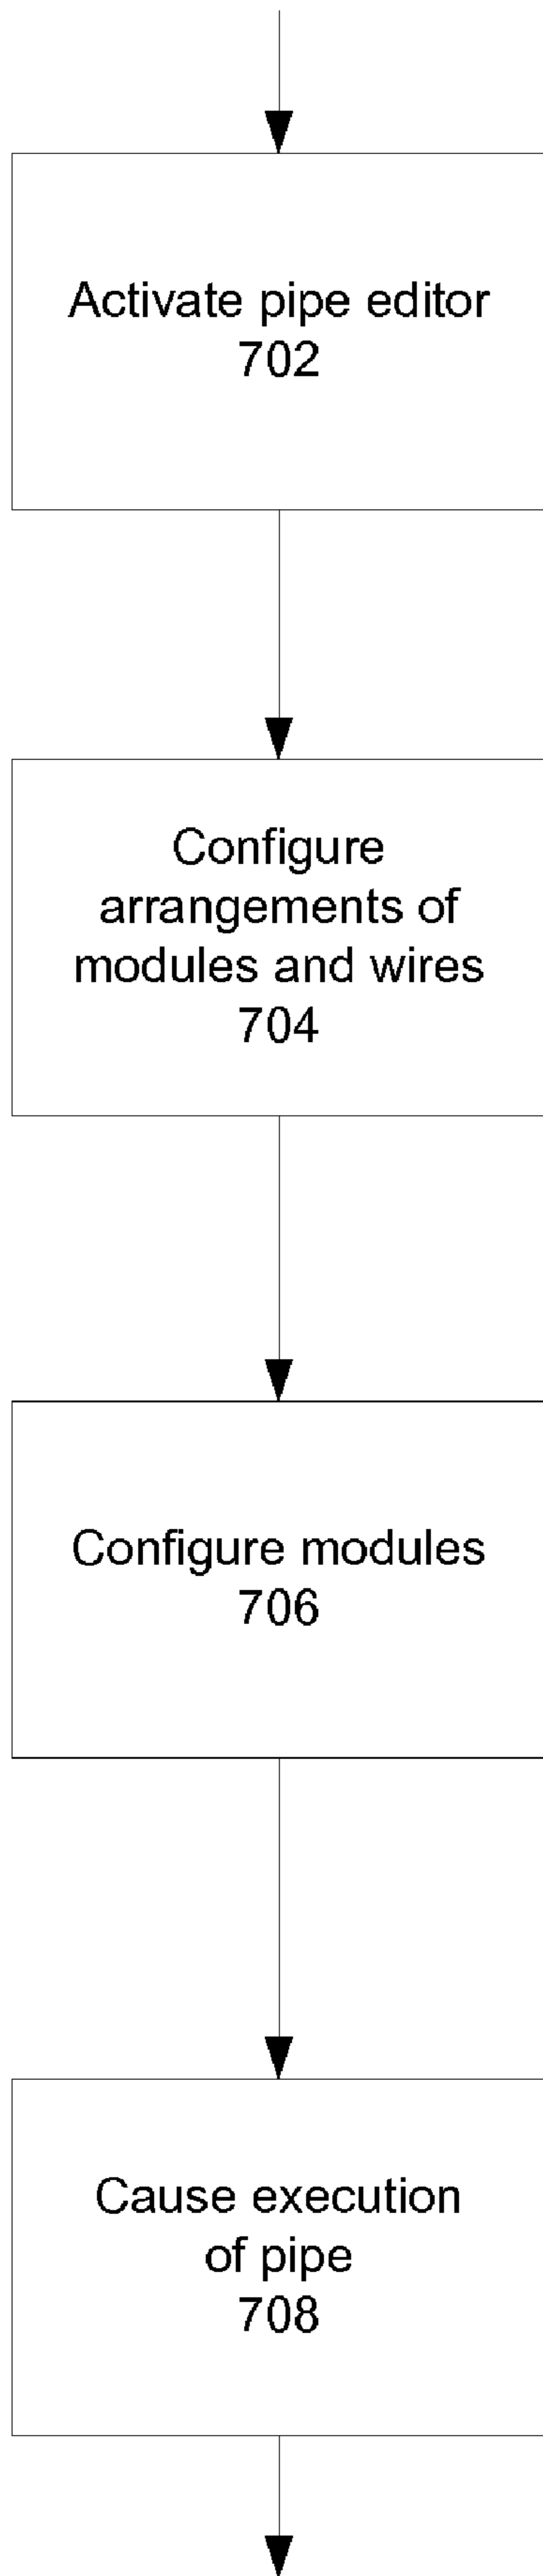 Activate pipe editor
702
Configure
arrangements of
modules and wires
704
Configure modules
706
Cause execution
of pipe
708